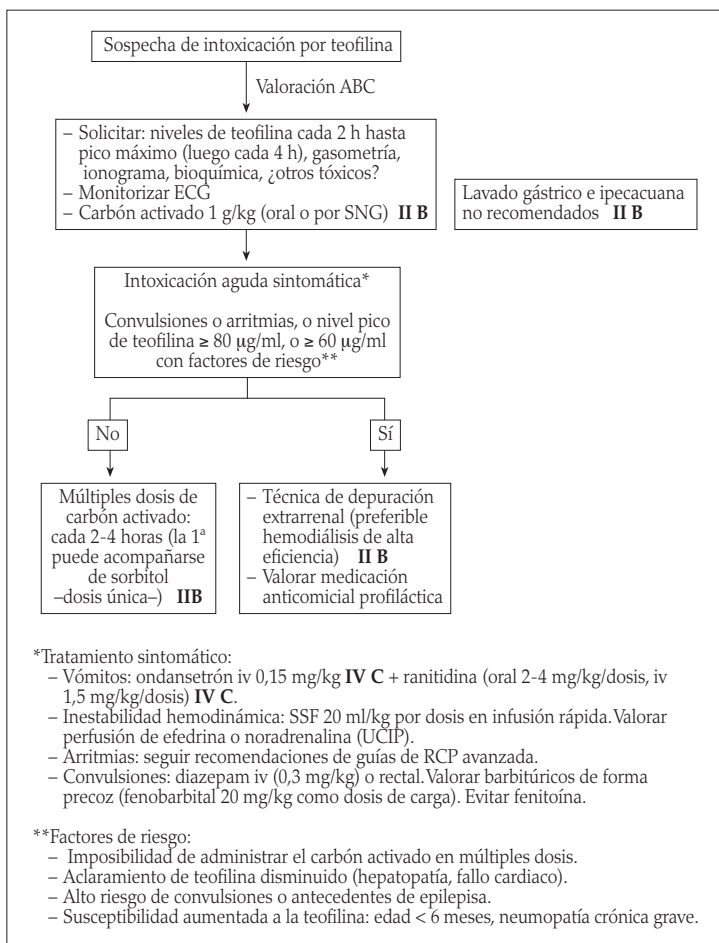 Sospecha de intoxicación por teofilina
Valoración ABC
– Solicitar: niveles de teofilina cada 2 h hasta
pico máximo (luego cada 4 h), gasometría,
ionograma, bioquímica, ¿otros tóxicos?
– Monitorizar ECG
– Carbón activado 1 g/kg (oral o por SNG) II B
Lavado gástrico e ipecacuana
no recomendados II B
Intoxicación aguda sintomática*
Convulsiones o arritmias, o nivel pico
de teofilina ≥ 80 µg/ml, o ≥ 60 µg/ml
con factores de riesgo**
No
Sí
Múltiples dosis de
carbón activado:
cada 2-4 horas (la 1ª
puede acompañarse
de sorbitol
–dosis única–) IIB
– Técnica de depuración
extrarrenal (preferible
hemodiálisis de alta
eficiencia) II B
– Valorar medicación
anticomicial profiláctica
*Tratamiento sintomático:
– Vómitos: ondansetrón iv 0,15 mg/kg IV C + ranitidina (oral 2-4 mg/kg/dosis, iv
1,5 mg/kg/dosis) IV C.
– Inestabilidad hemodinámica: SSF 20 ml/kg por dosis en infusión rápida. Valorar
perfusión de efedrina o noradrenalina (UCIP).
– Arritmias: seguir recomendaciones de guías de RCP avanzada.
– Convulsiones: diazepam iv (0,3 mg/kg) o rectal. Valorar barbitúricos de forma
precoz (fenobarbital 20 mg/kg como dosis de carga). Evitar fenitoína.
**Factores de riesgo:
– Imposibilidad de administrar el carbón activado en múltiples dosis.
– Aclaramiento de teofilina disminuido (hepatopatía, fallo cardiaco).
– Alto riesgo de convulsiones o antecedentes de epilepisa.
– Susceptibilidad aumentada a la teofilina: edad < 6 meses, neumopatía crónica grave.